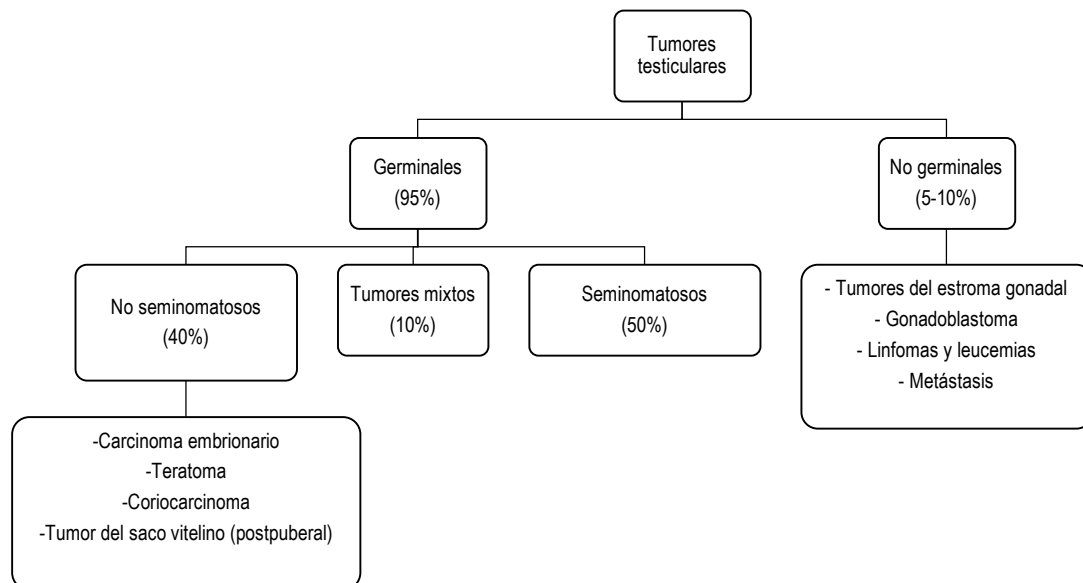 Tumores
testiculares
Germinales
(95%)
No germinales
(5-10%)
No seminomatosos
(40%)
Tumores mixtos
(10%)
Seminomatosos
(50%)
- Tumores del estroma gonadal
- Gonadoblastoma
- Linfomas y leucemias
- Metástasis
-Carcinoma embrionario
-Teratoma
-Coriocarcinoma
-Tumor del saco vitelino (postpuberal)